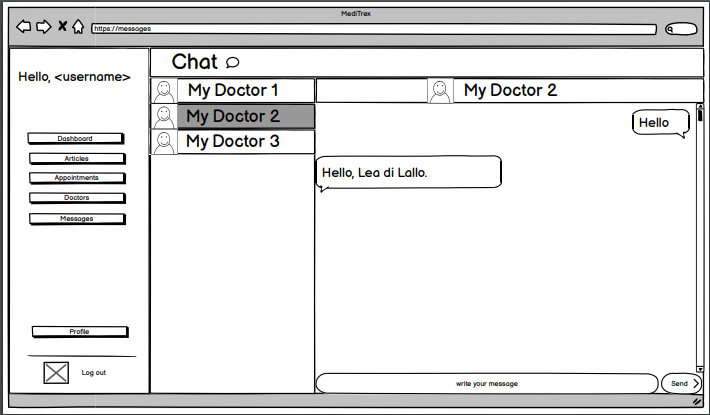 MediTrex
https://messages
Hello, <username>
Dashboard
Articles
Appointments
Doctors
Messages
Profile
Log out
Chat
My Doctor 1
My Doctor 2
My Doctor 3
My Doctor 2
Hello
Hello, Lea di Lallo.
write your message
Send